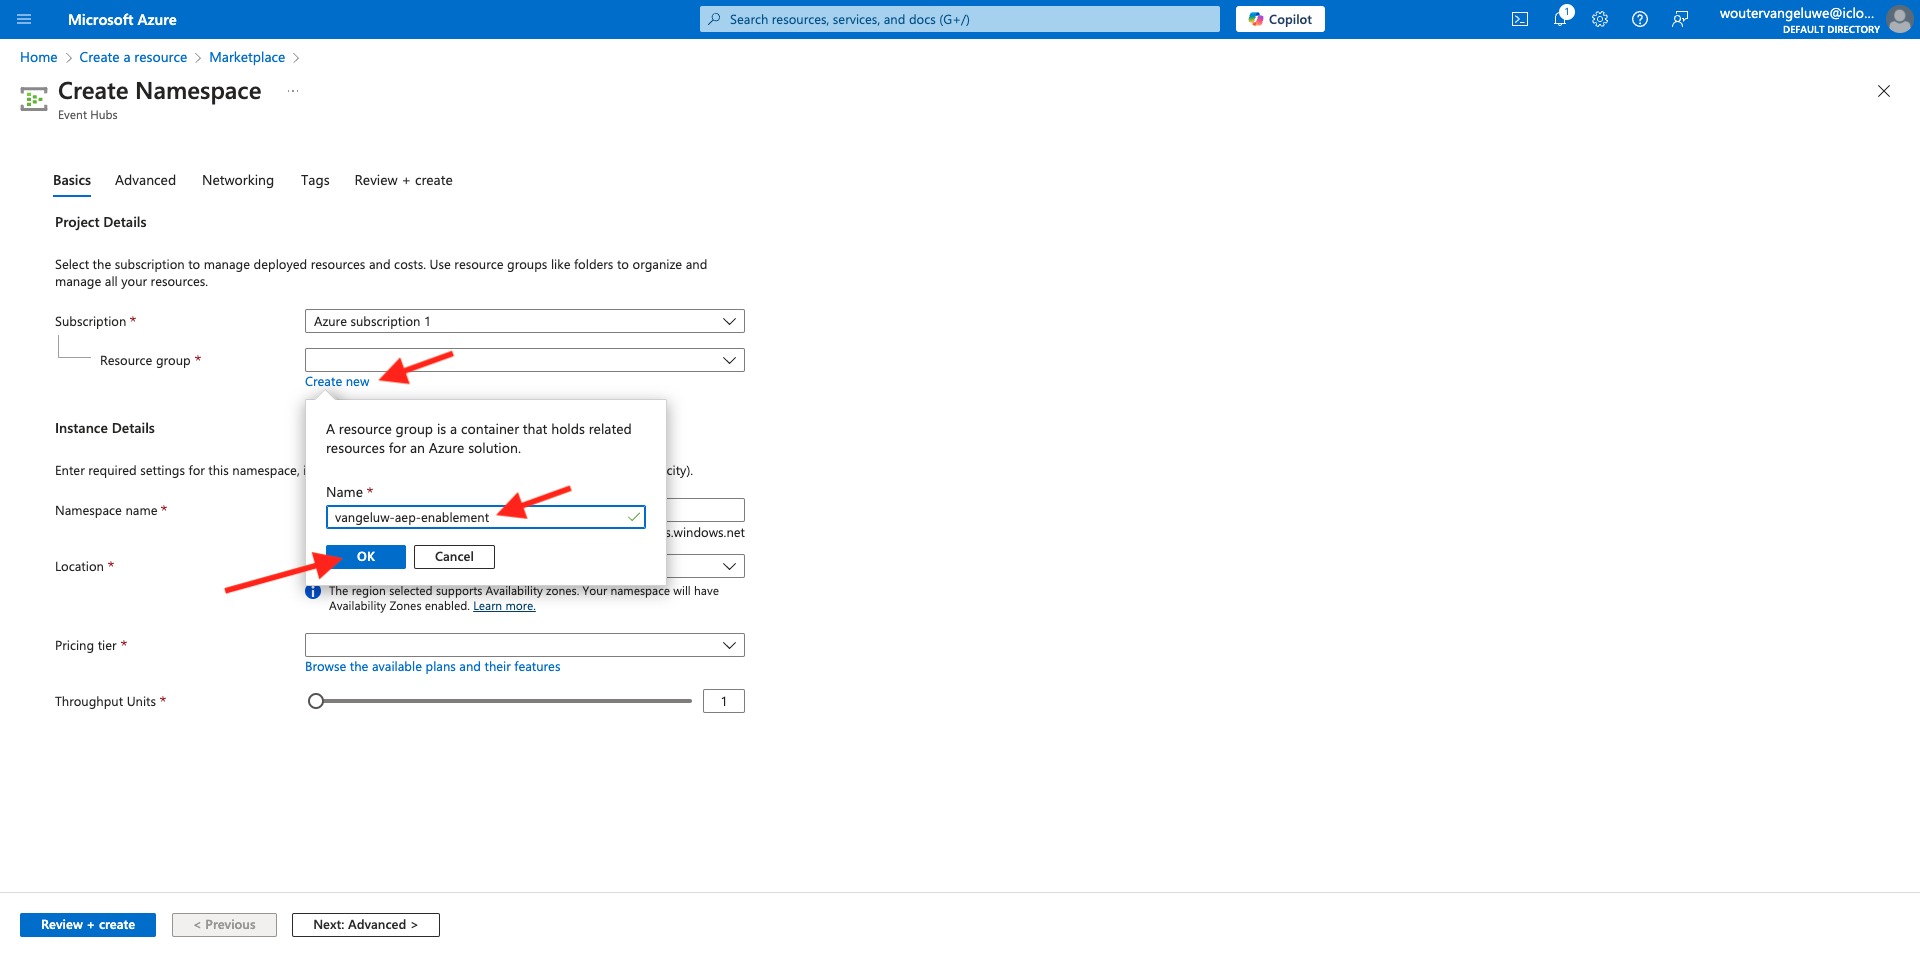 Microsoft Azure
Search resources, services, and docs (G+/)
Copilot
1
woutervangeluwe@iclo...
DEFAULT DIRECTORY
Home > Create a resource > Marketplace >
Create Namespace ...
Event Hubs
Basics
Advanced
Networking
Tags
Review + create
Project Details
Select the subscription to manage deployed resources and costs. Use resource groups like folders to organize and
manage all your resources.
Subscription *
Azure subscription 1
Resource group *
Create new
A resource group is a container that holds related
resources for an Azure solution.
Instance Details
Enter required settings for this namespace,
city).
Name *
vangeluw-aep-enablement
Namespace name *
s.windows.net
OK
Cancel
Location *
The region selected supports Availability zones. Your namespace will have
Availability Zones enabled. Learn more.
Pricing tier *
Browse the available plans and their features
Throughput Units *
1
Review + create
< Previous
Next: Advanced >